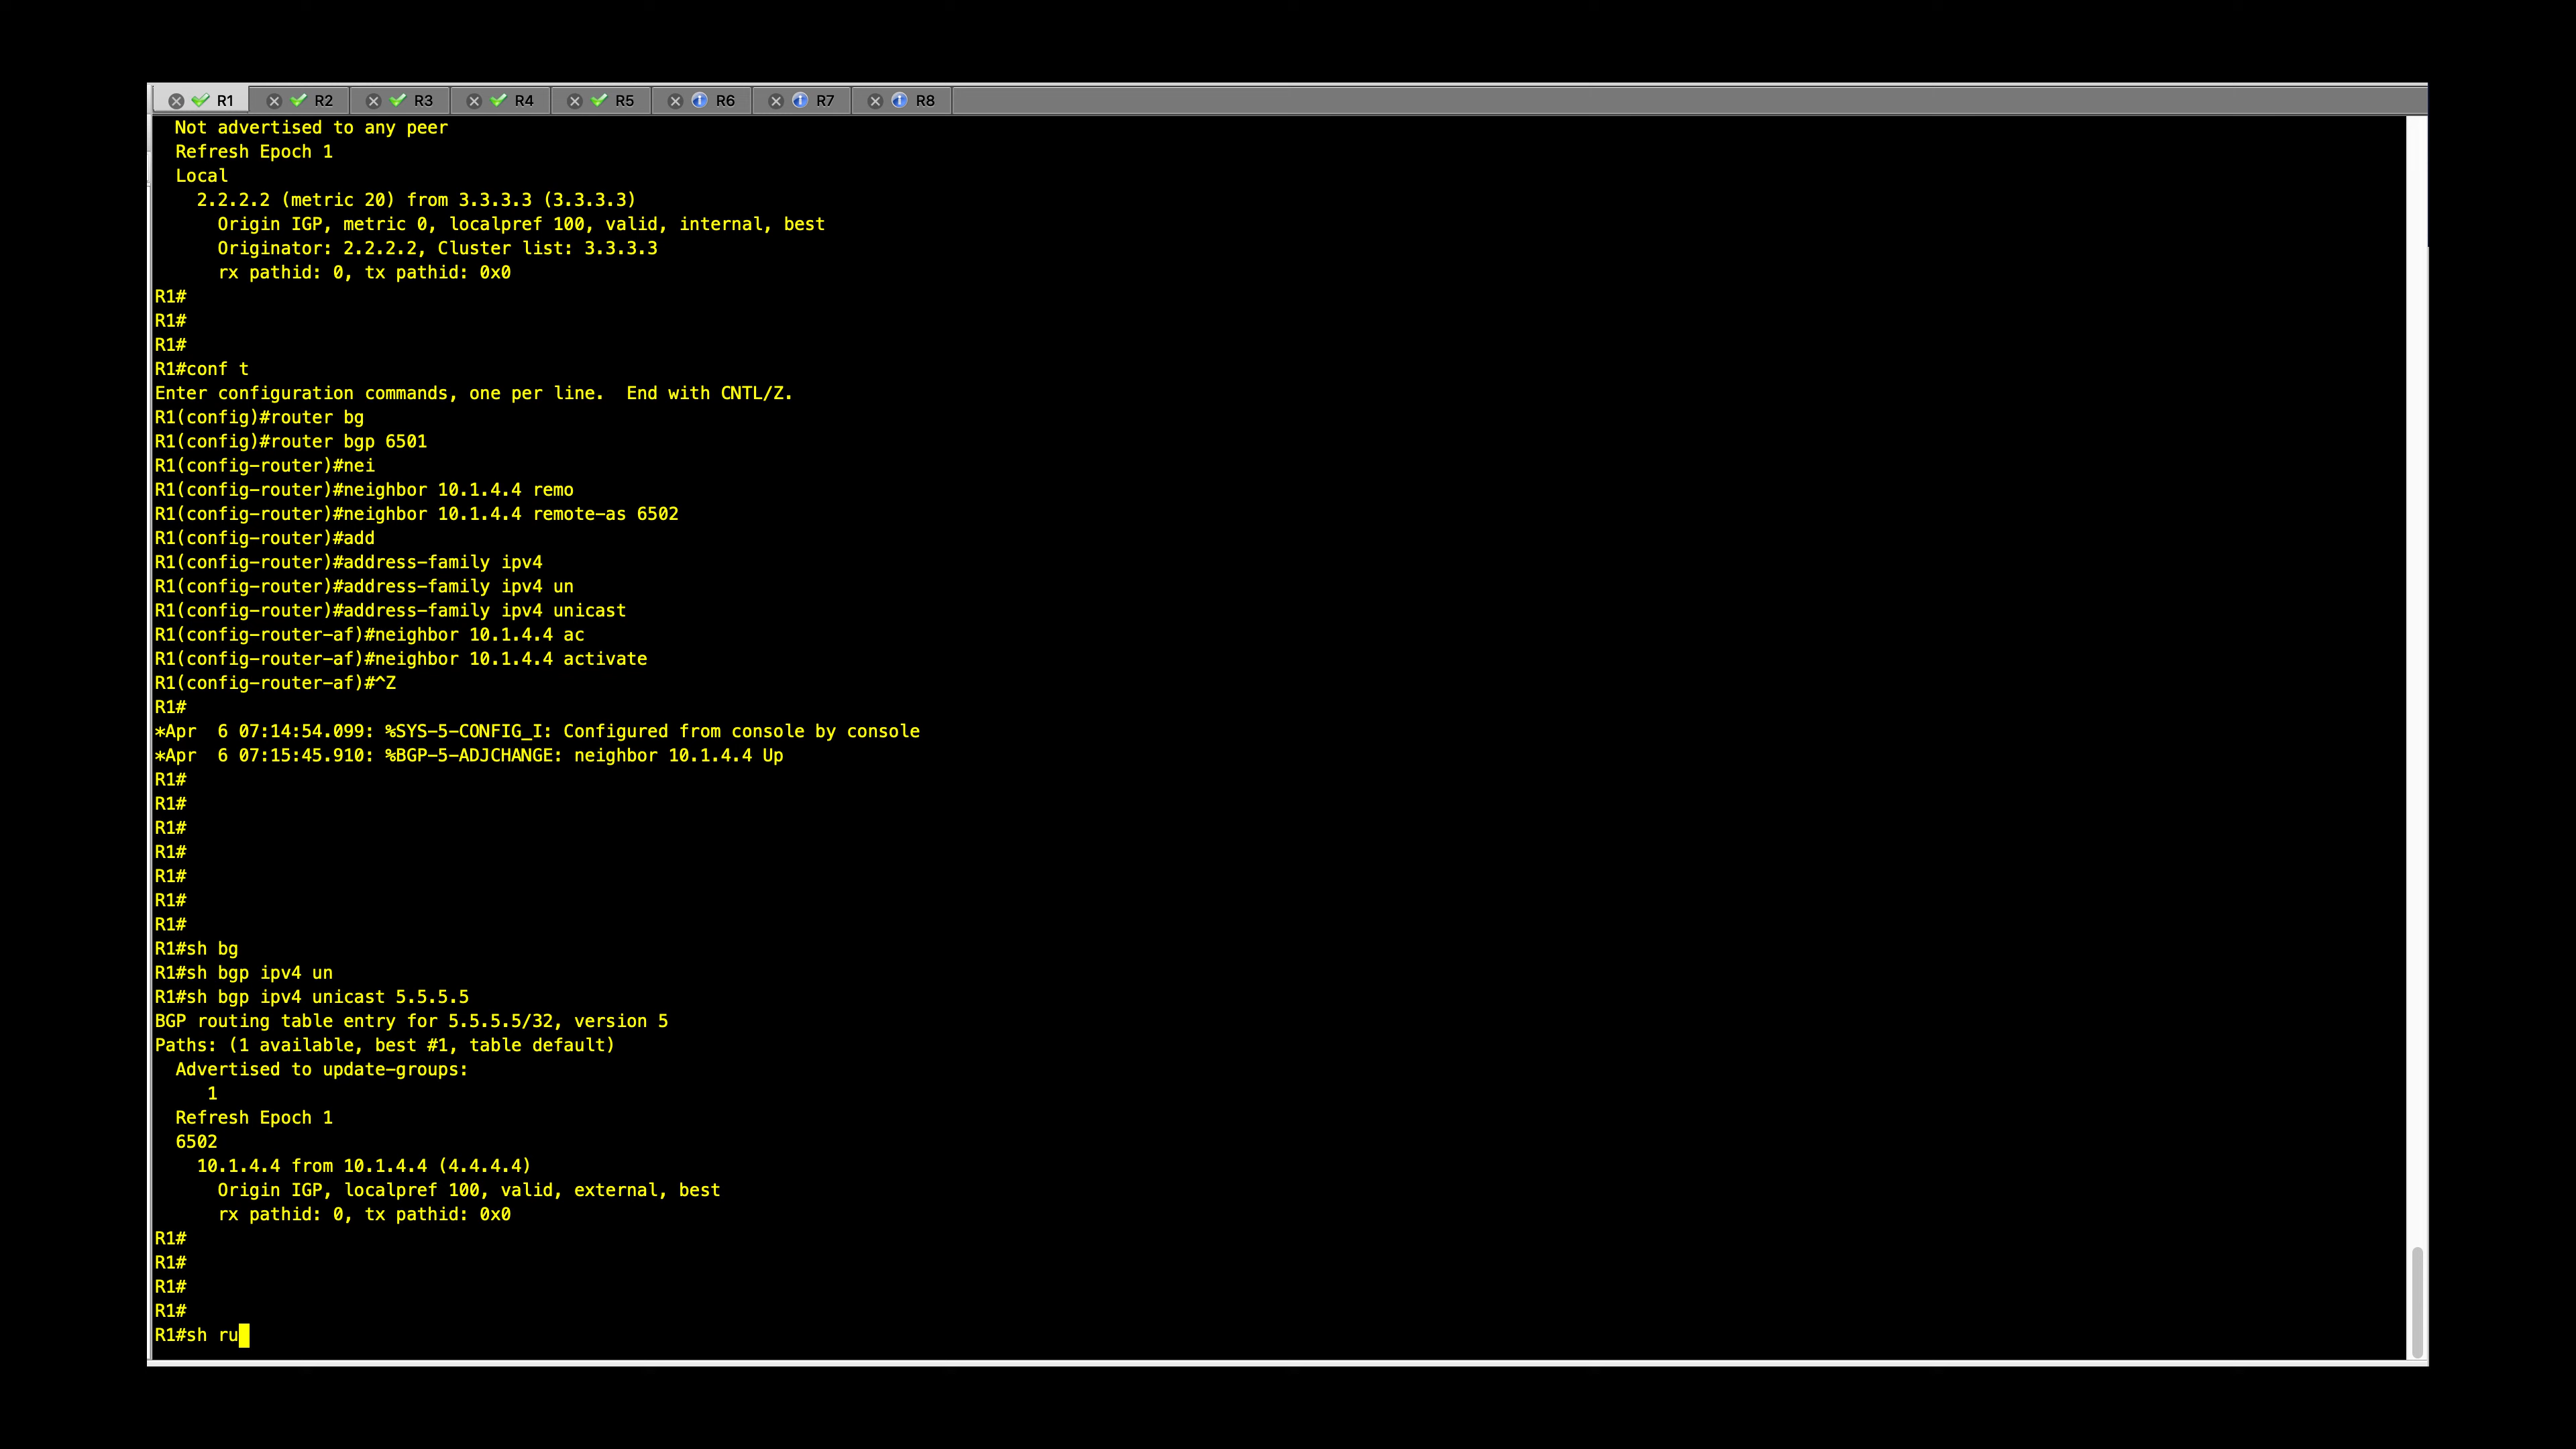 R1 R2 R3 R4 R5 R6 R7 R8
Not advertised to any peer
Refresh Epoch 1
Local
2.2.2.2 (metric 20) from 3.3.3.3 (3.3.3.3)
Origin IGP, metric 0, localpref 100, valid, internal, best
Originator: 2.2.2.2, Cluster list: 3.3.3.3
rx pathid: 0, tx pathid: 0x0
R1#
R1#
R1#
R1#conf t
Enter configuration commands, one per line.  End with CNTL/Z.
R1(config)#router bg
R1(config)#router bgp 6501
R1(config-router)#nei
R1(config-router)#neighbor 10.1.4.4 remo
R1(config-router)#neighbor 10.1.4.4 remote-as 6502
R1(config-router)#add
R1(config-router)#address-family ipv4
R1(config-router)#address-family ipv4 un
R1(config-router)#address-family ipv4 unicast
R1(config-router-af)#neighbor 10.1.4.4 ac
R1(config-router-af)#neighbor 10.1.4.4 activate
R1(config-router-af)#^Z
R1#
*Apr  6 07:14:54.099: %SYS-5-CONFIG_I: Configured from console by console
*Apr  6 07:15:45.910: %BGP-5-ADJCHANGE: neighbor 10.1.4.4 Up
R1#
R1#
R1#
R1#
R1#
R1#
R1#
R1#sh bg
R1#sh bgp ipv4 un
R1#sh bgp ipv4 unicast 5.5.5.5
BGP routing table entry for 5.5.5.5/32, version 5
Paths: (1 available, best #1, table default)
Advertised to update-groups:
1
Refresh Epoch 1
6502
10.1.4.4 from 10.1.4.4 (4.4.4.4)
Origin IGP, localpref 100, valid, external, best
rx pathid: 0, tx pathid: 0x0
R1#
R1#
R1#
R1#
R1#sh ru